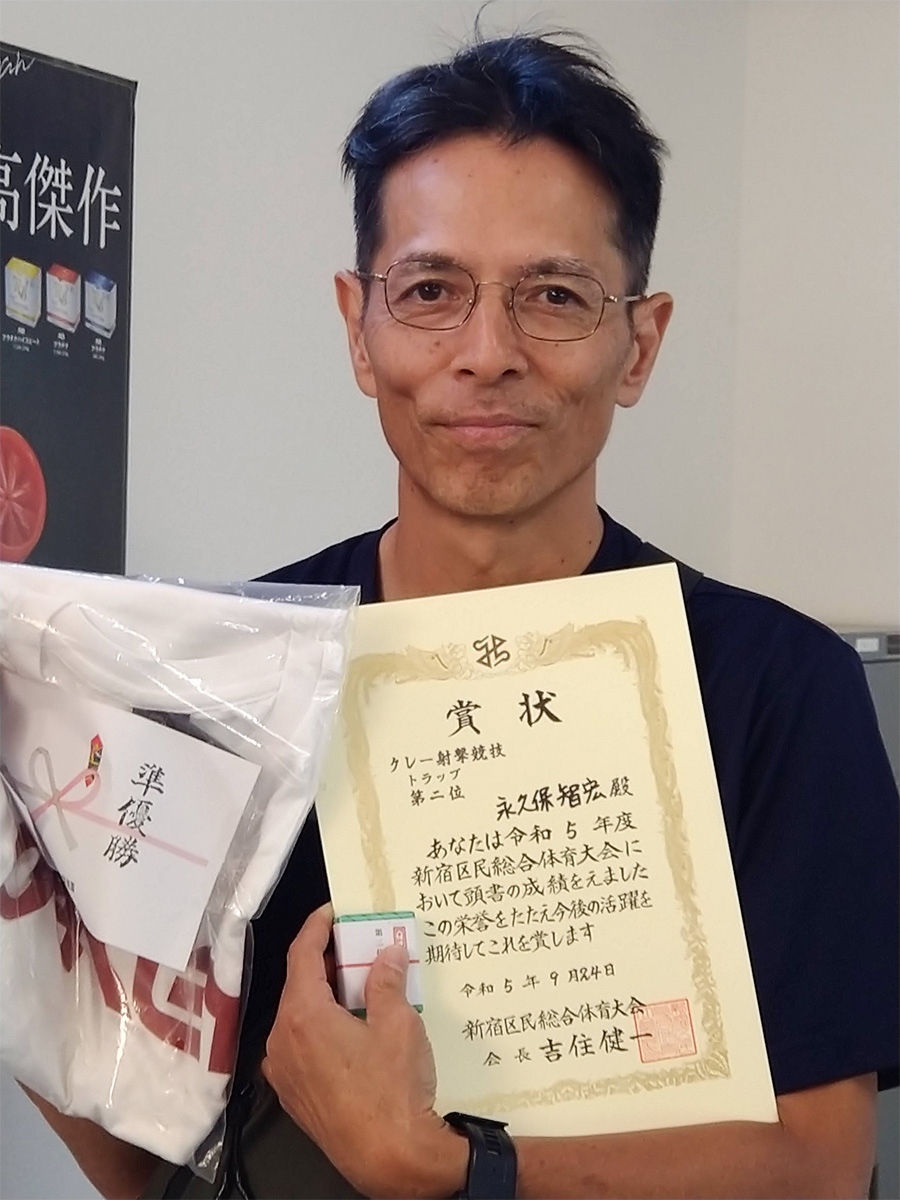 高傑作
準優勝
賞状
クレー射撃競技
トラップ
第二位
永久保智宏殿
あなたは令和5年度
新宿区民総合体育大会に
おいて頭書の成績をえました
この栄誉をたたえ今後の活躍を
期待してこれを賞します
令和5年9月24日
新宿区民総合体育大会
会長 吉住健一